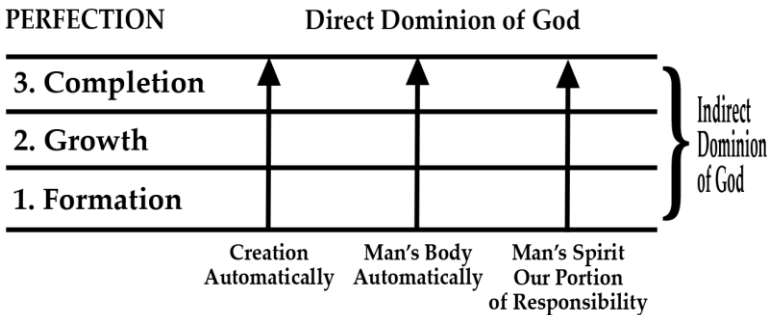 PERFECTION
Direct Dominion of God
3. Completion
2. Growth
1. Formation
Indirect
Dominion
of God
Creation
Automatically
Man's Body
Automatically
Man's Spirit
Our Portion
of Responsibility